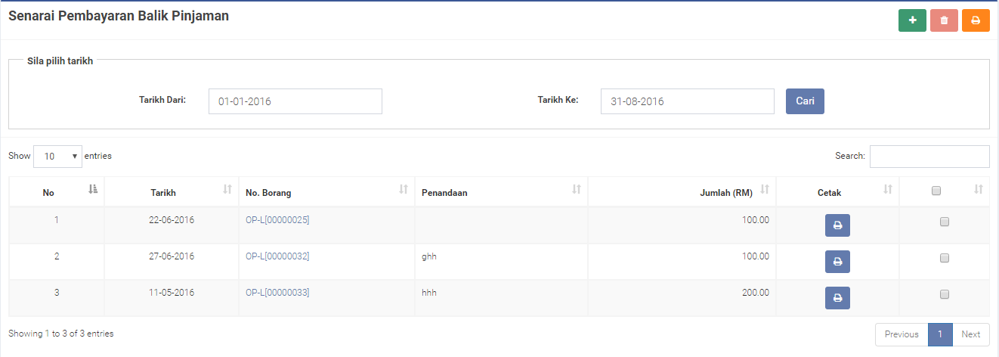 Senarai Pembayaran Balik Pinjaman
Sila pilih tarikh
Tarikh Dari: 01-01-2016 Tarikh Ke: 31-08-2016 Cari
Show 10 entries Search:
No Tarikh No. Borang Penandaan Jumlah (RM) Cetak
1 22-06-2016 OP-L[00000025] 100.00
2 27-06-2016 OP-L[00000032] ghh 100.00
3 11-05-2016 OP-L[00000033] hhh 200.00
Showing 1 to 3 of 3 entries Previous 1 Next